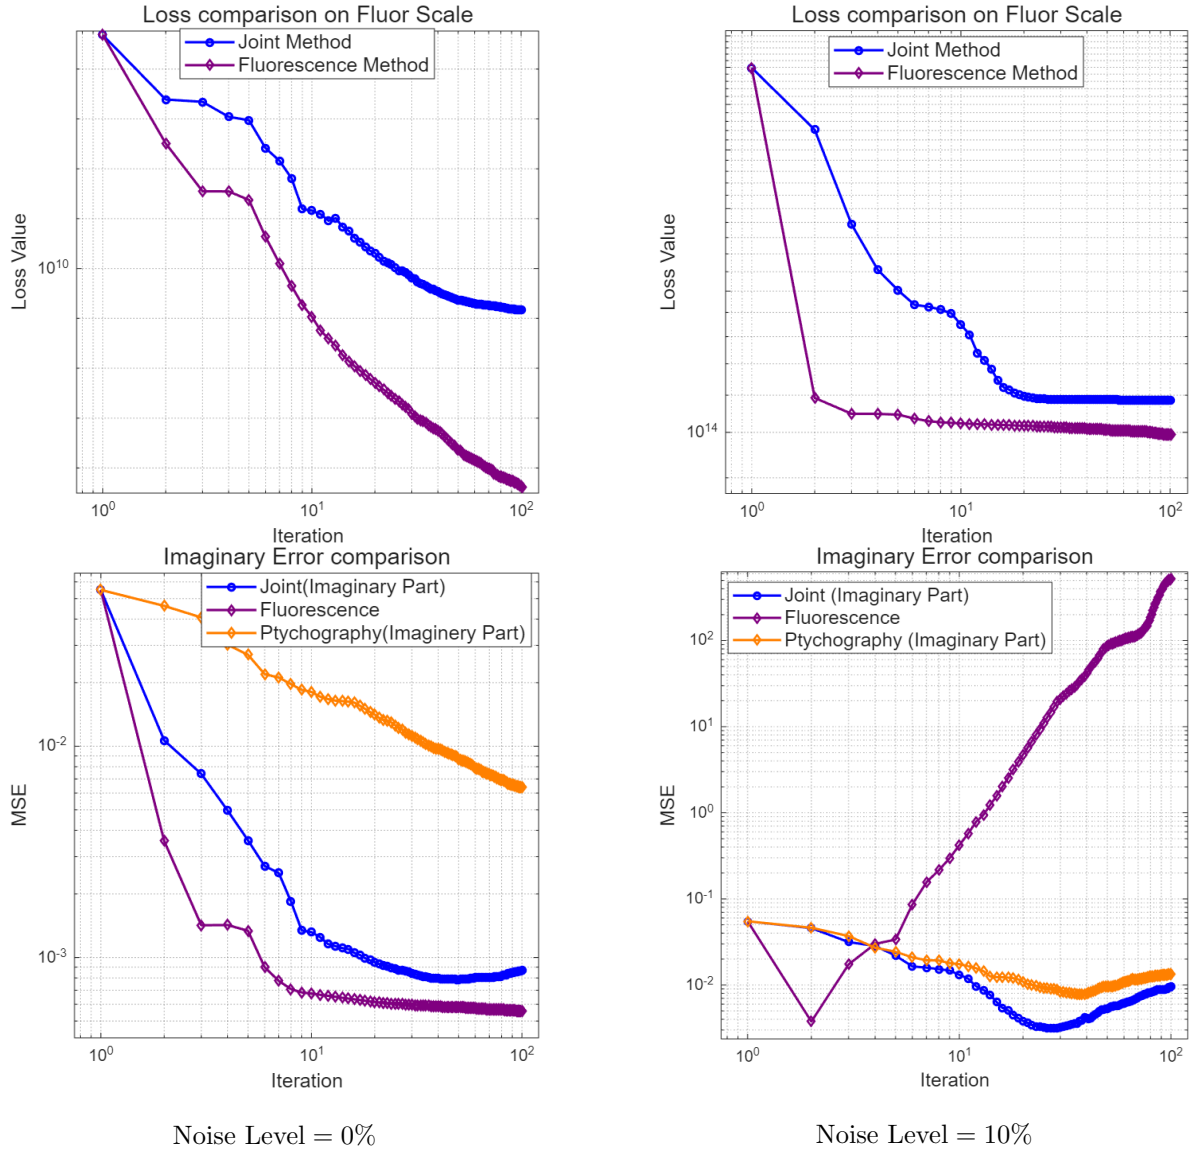 Loss comparison on Fluor Scale
Joint Method
Fluorescence Method
Loss Value
10^10
10^0
10^1
10^2
Iteration
Loss comparison on Fluor Scale
Joint Method
Fluorescence Method
Loss Value
10^14
10^0
10^1
10^2
Iteration
Imaginary Error comparison
Joint(Imaginary Part)
Fluorescence
Ptychography(Imaginery Part)
MSE
10^-2
10^-3
10^0
10^1
10^2
Iteration
Imaginary Error comparison
Joint (Imaginary Part)
Fluorescence
Ptychography (Imaginary Part)
MSE
10^2
10^1
10^0
10^-1
10^-2
10^0
10^1
10^2
Iteration
Noise Level = 0%
Noise Level = 10%